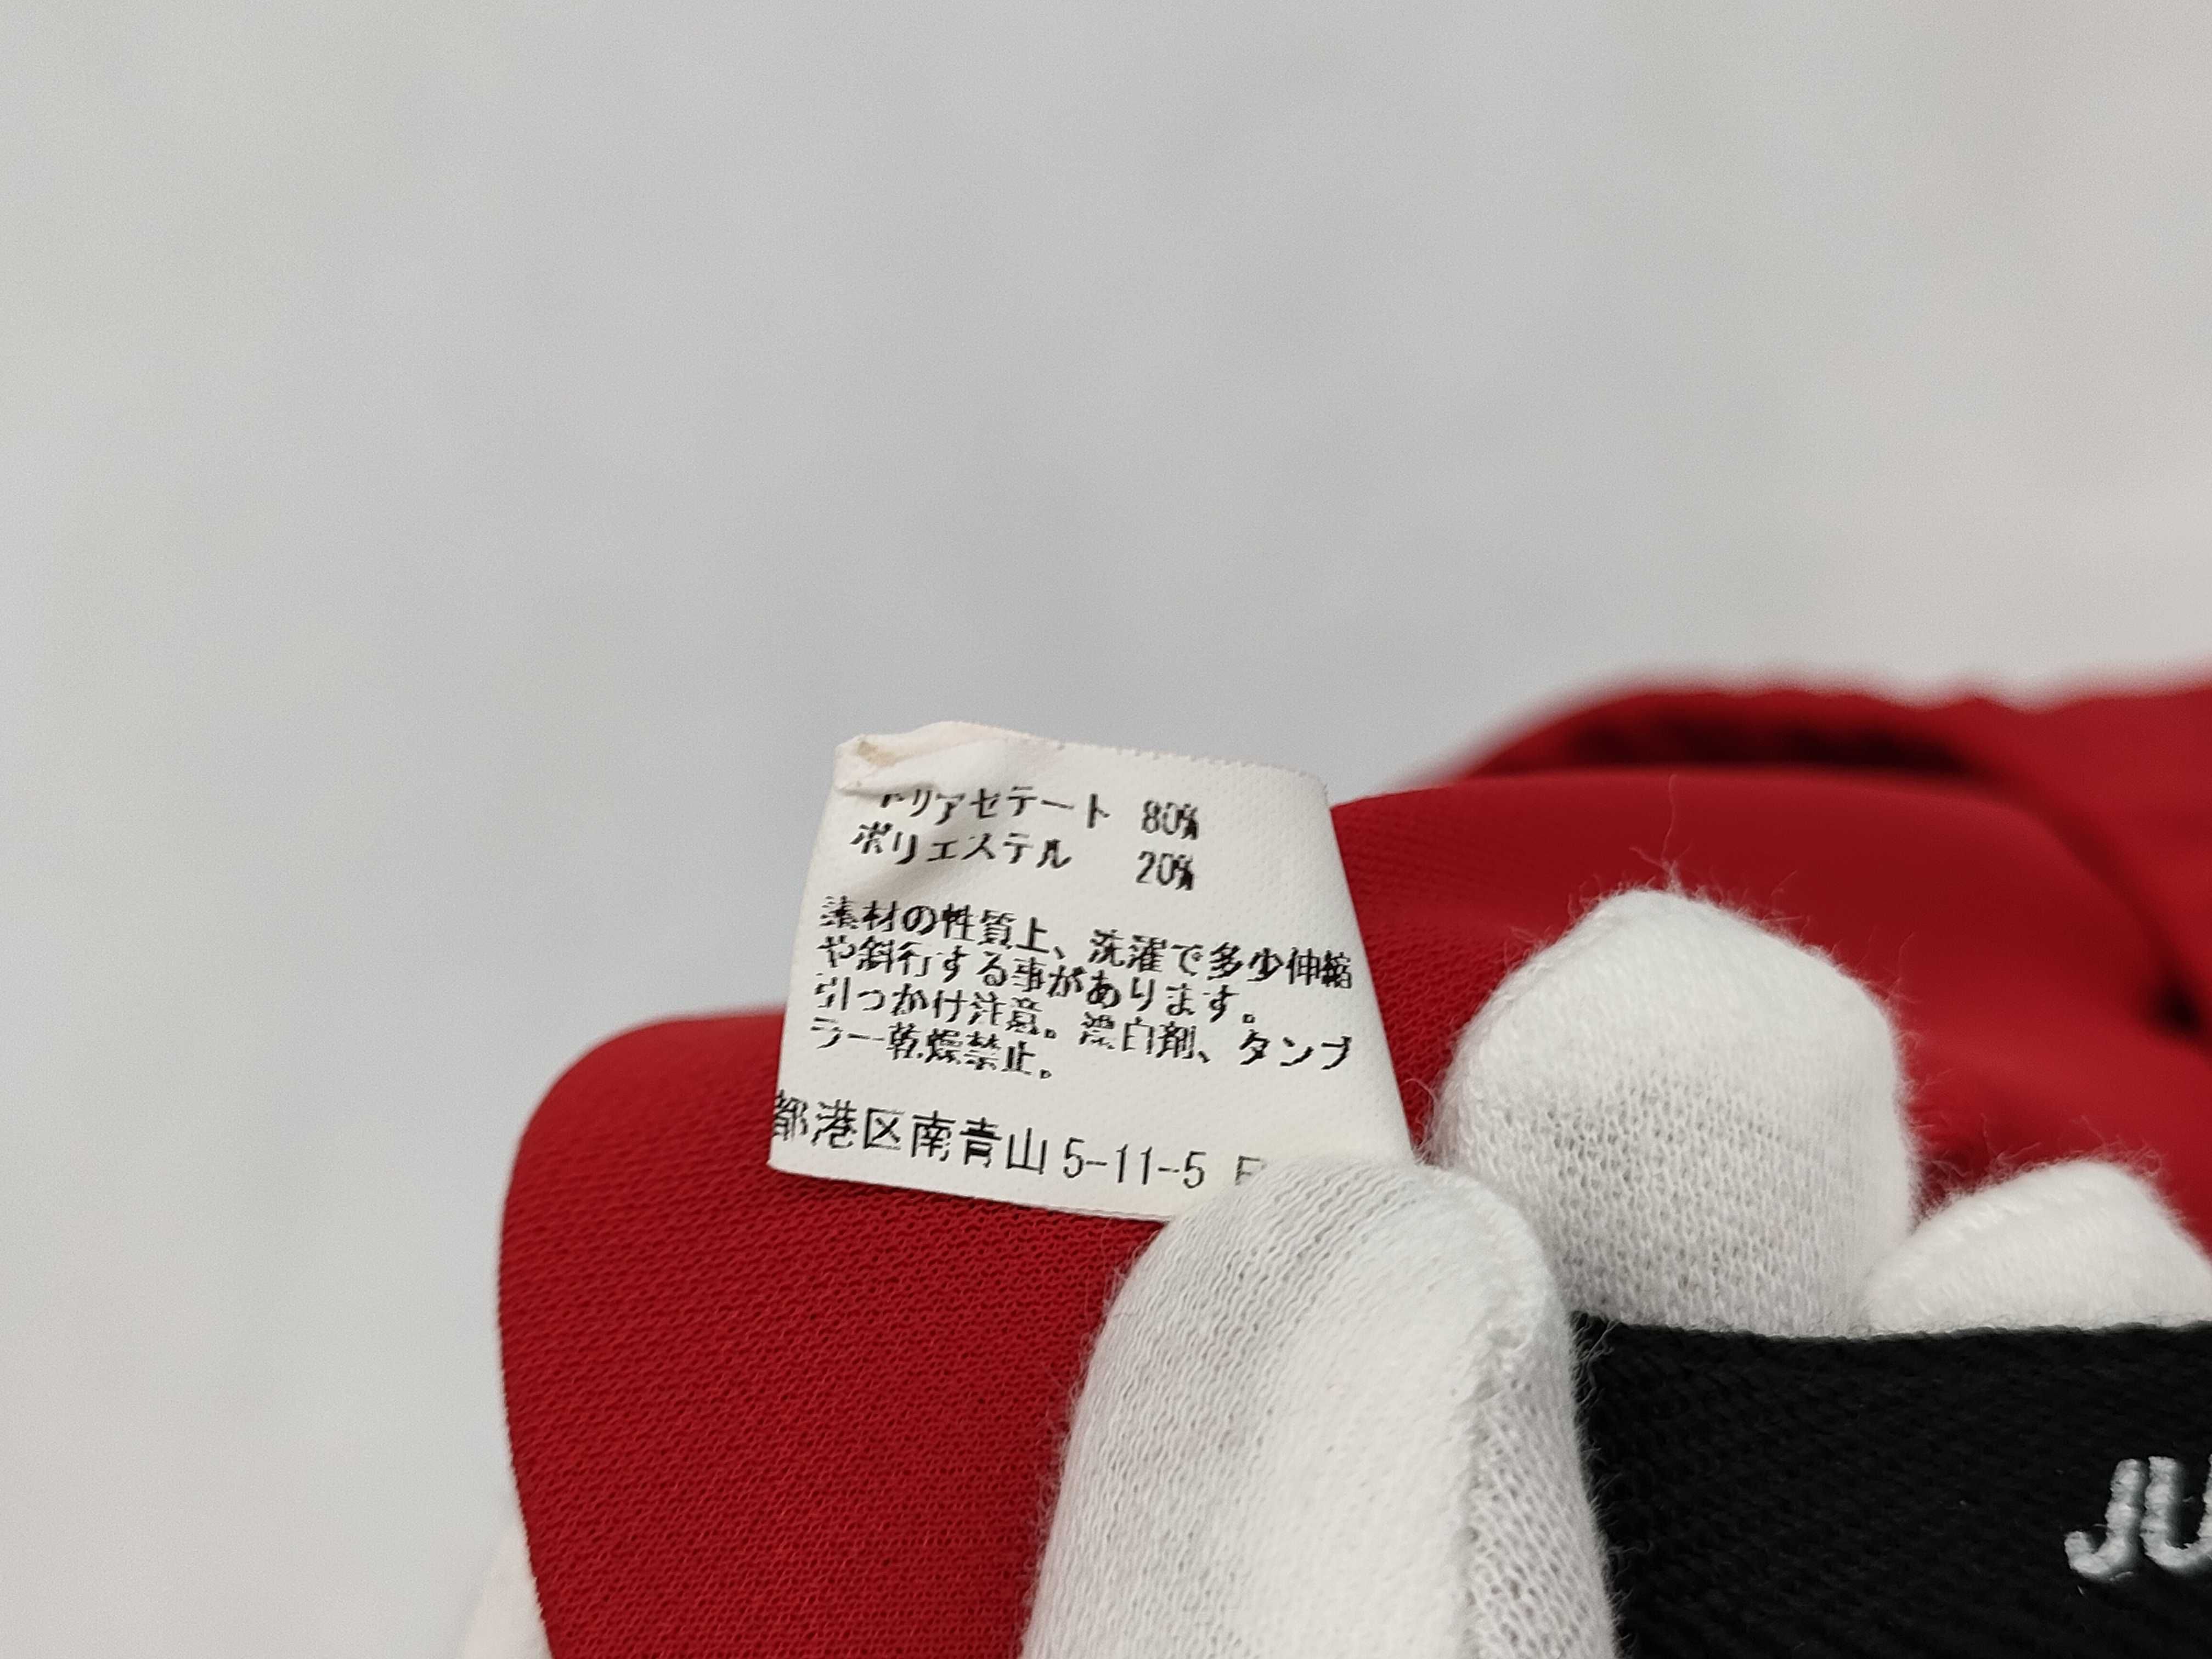 トリアセテート 80%
ポリエステル 20%
素材の性質上、洗濯で多少伸縮
や斜行する事があります。
引っかけ注意。漂白剤、タンブ
ラー乾燥禁止。
都港区南青山5-11-5
JU